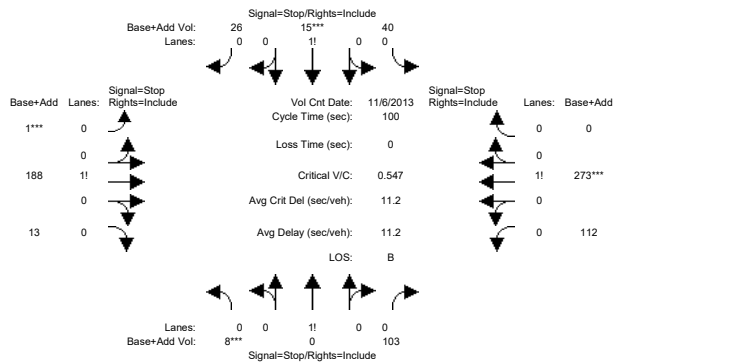 Signal=Stop/Rights=Include
Base+Add Vol: 26 15*** 40
Lanes: 0 0 1! 0 0
Signal=Stop Signal=Stop
Base+Add Lanes: Rights=Include Vol Cnt Date: 11/6/2013 Rights=Include Lanes: Base+Add
Cycle Time (sec): 100
1*** 0 0 0
Loss Time (sec): 0
0 0
188 1! Critical V/C: 0.547 1! 273***
0 Avg Crit Del (sec/veh): 11.2 0
13 0 Avg Delay (sec/veh): 11.2 0 112
LOS: B
Lanes: 0 0 1! 0 0
Base+Add Vol: 8*** 0 103
Signal=Stop/Rights=Include